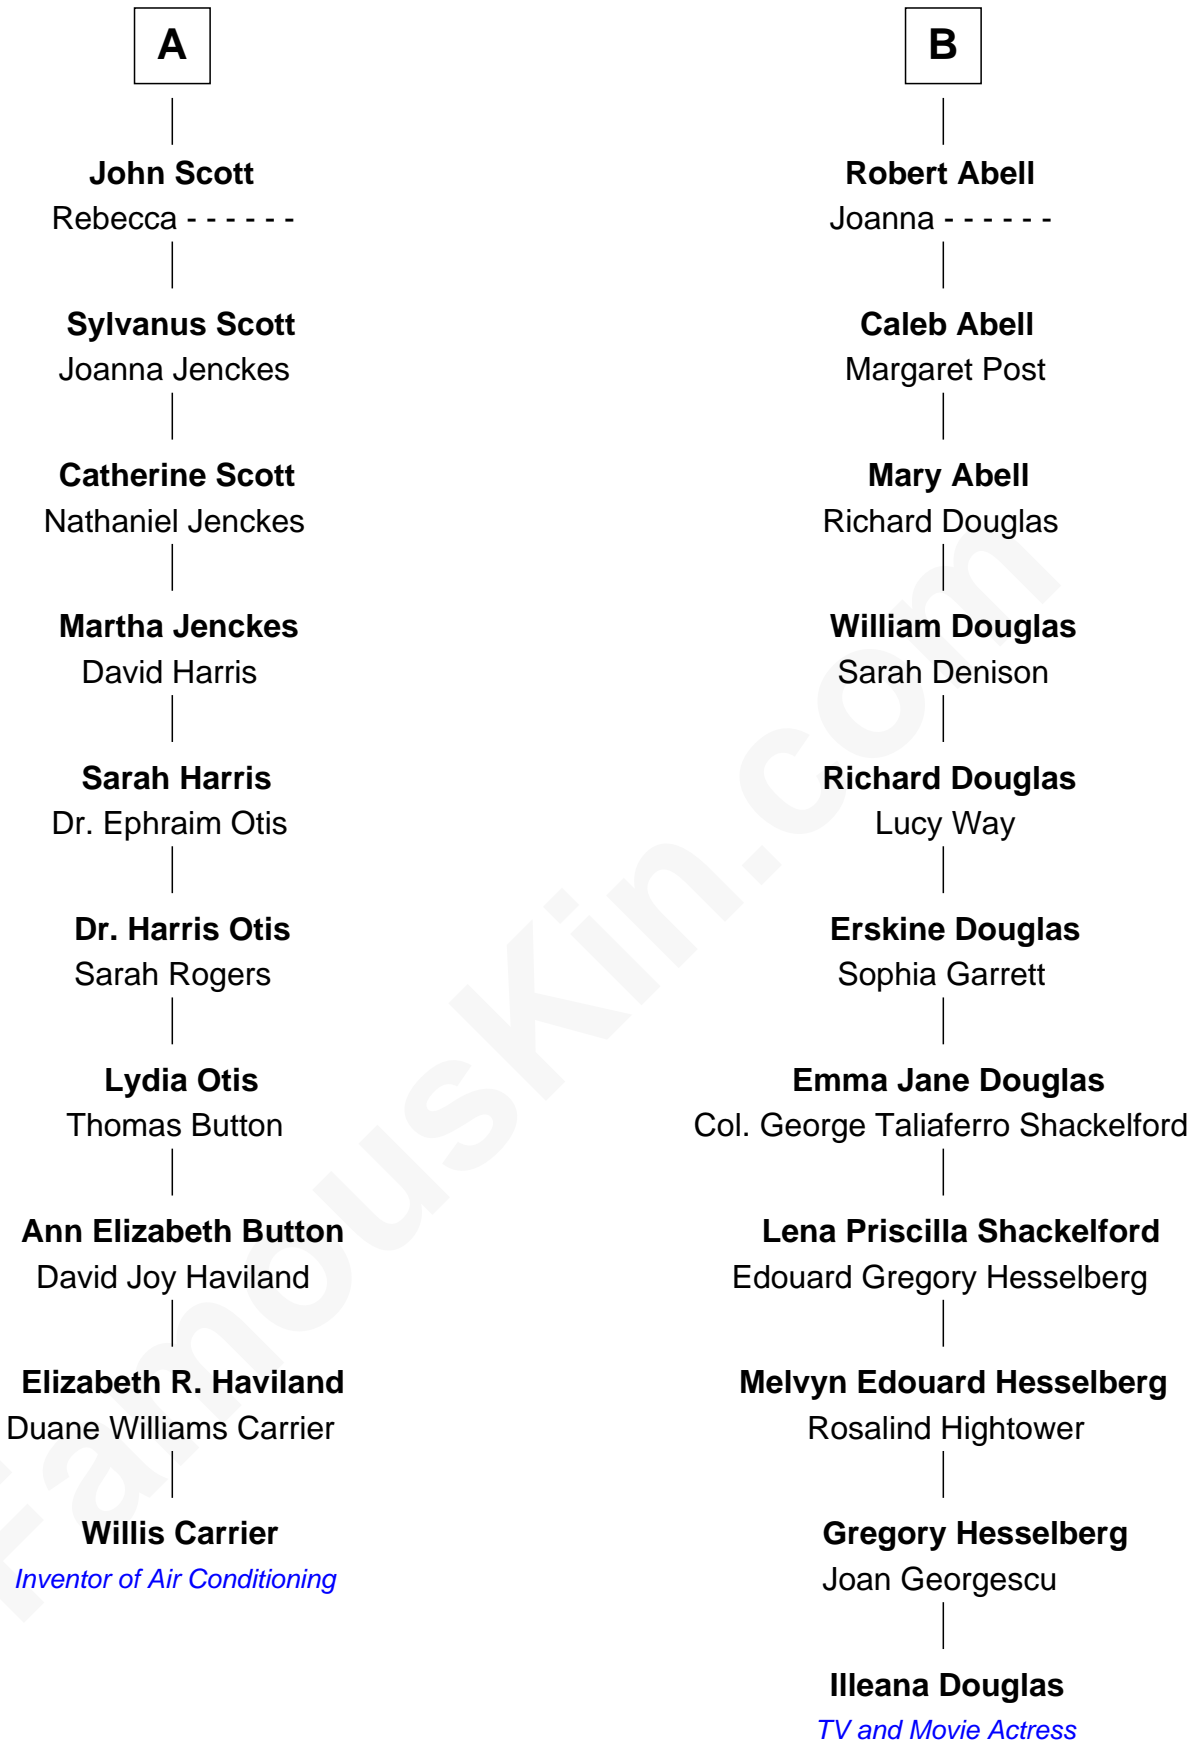 A
John Scott
Rebecca - - - - - -
Sylvanus Scott
Joanna Jenckes
Catherine Scott
Nathaniel Jenckes
Martha Jenckes
David Harris
Sarah Harris
Dr. Ephraim Otis
Dr. Harris Otis
Sarah Rogers
Lydia Otis
Thomas Button
Ann Elizabeth Button
David Joy Haviland
Elizabeth R. Haviland
Duane Williams Carrier
Willis Carrier
Inventor of Air Conditioning
B
Robert Abell
Joanna - - - - - -
Caleb Abell
Margaret Post
Mary Abell
Richard Douglas
William Douglas
Sarah Denison
Richard Douglas
Lucy Way
Erskine Douglas
Sophia Garrett
Emma Jane Douglas
Col. George Taliaferro Shackelford
Lena Priscilla Shackelford
Edouard Gregory Hesselberg
Melvyn Edouard Hesselberg
Rosalind Hightower
Gregory Hesselberg
Joan Georgescu
Illeana Douglas
TV and Movie Actress
FamousKin.com